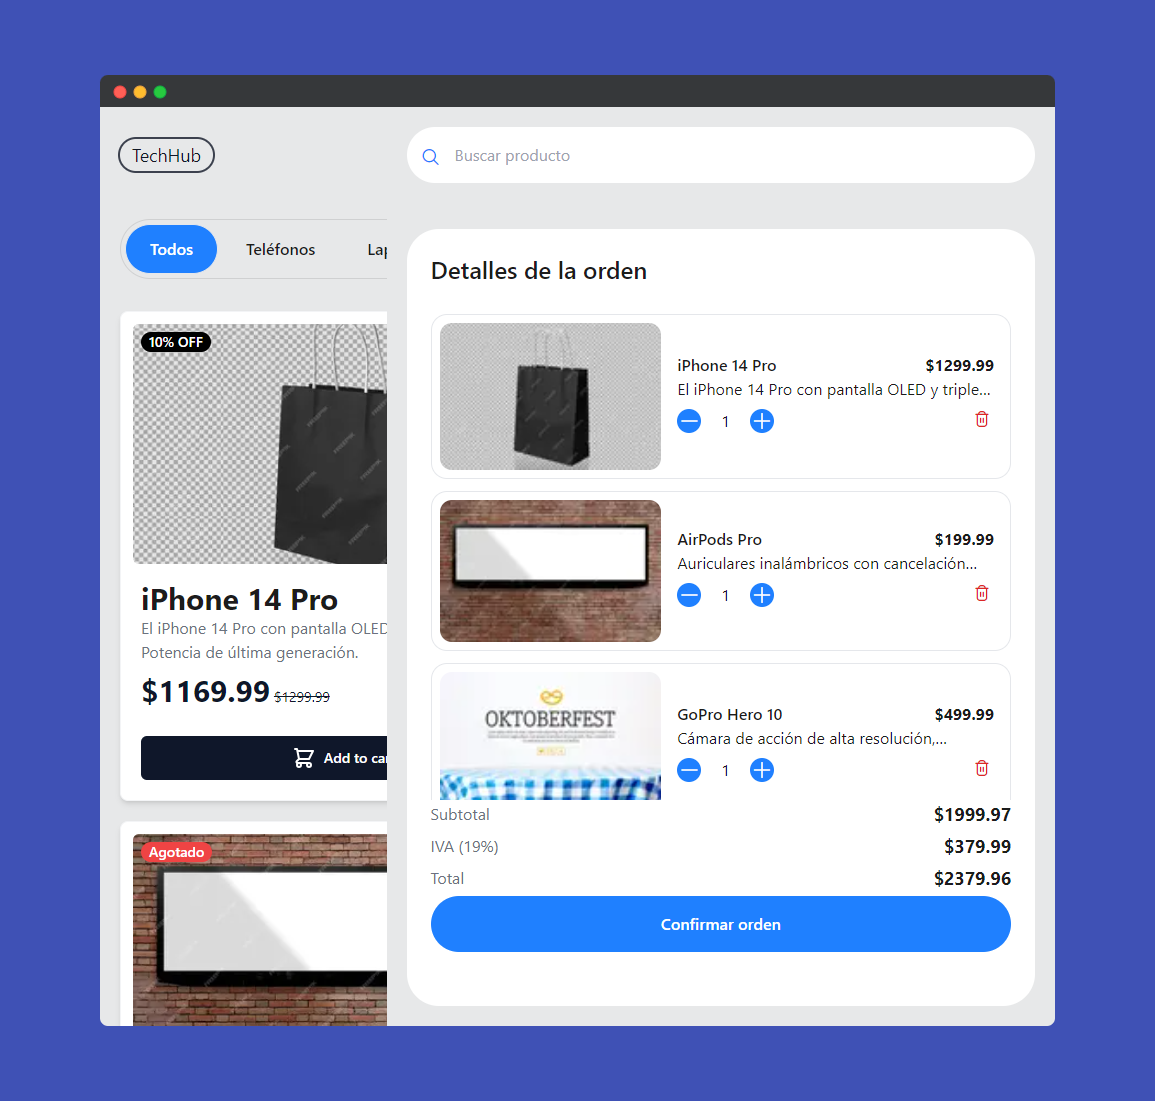 TechHub
Buscar producto
Todos
Teléfonos
Lap
10% OFF
iPhone 14 Pro
El iPhone 14 Pro con pantalla OLED
Potencia de última generación.
$1169.99 $1299.99
Add to car
Agotado
Detalles de la orden
iPhone 14 Pro
$1299.99
El iPhone 14 Pro con pantalla OLED y triple...
1
AirPods Pro
$199.99
Auriculares inalámbricos con cancelación...
1
OKTOBERFEST
GoPro Hero 10
$499.99
Cámara de acción de alta resolución,...
1
Subtotal
$1999.97
IVA (19%)
$379.99
Total
$2379.96
Confirmar orden